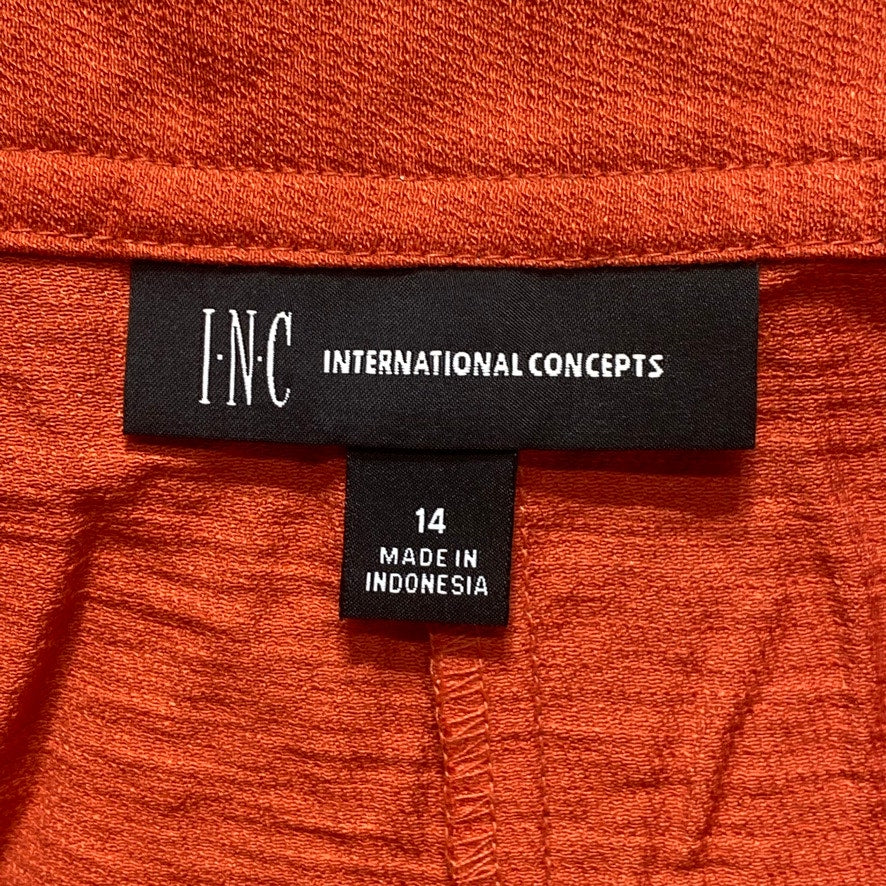 I·N·C INTERNATIONAL CONCEPTS
14
MADE IN
INDONESIA